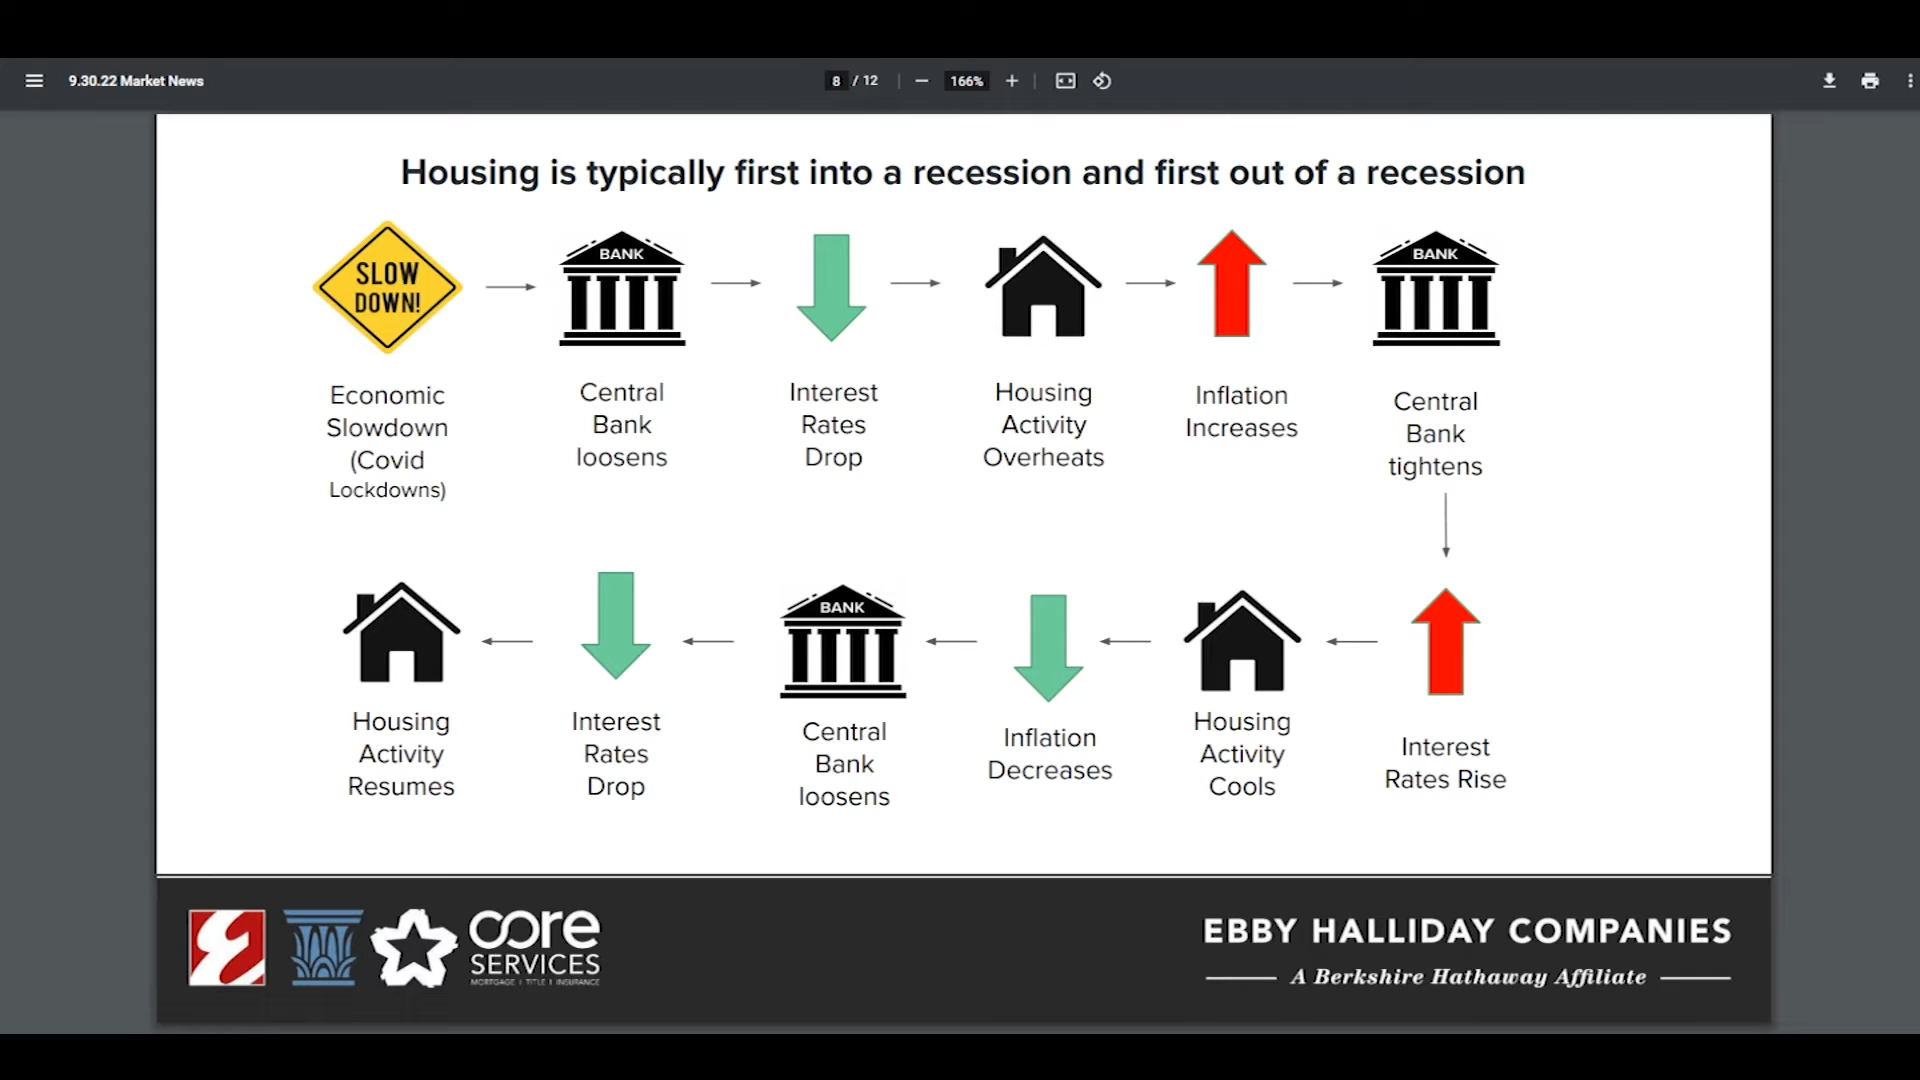 9.30.22 Market News
8 / 12
166%
Housing is typically first into a recession and first out of a recession
SLOW
DOWN!
BANK
BANK
Economic
Slowdown
(Covid
Lockdowns)
Central
Bank
loosens
Interest
Rates
Drop
Housing
Activity
Overheats
Inflation
Increases
Central
Bank
tightens
BANK
Housing
Activity
Resumes
Interest
Rates
Drop
Central
Bank
loosens
Inflation
Decreases
Housing
Activity
Cools
Interest
Rates Rise
core
SERVICES
MORTGAGE | TITLE | INSURANCE
EBBY HALLIDAY COMPANIES
A Berkshire Hathaway Affiliate